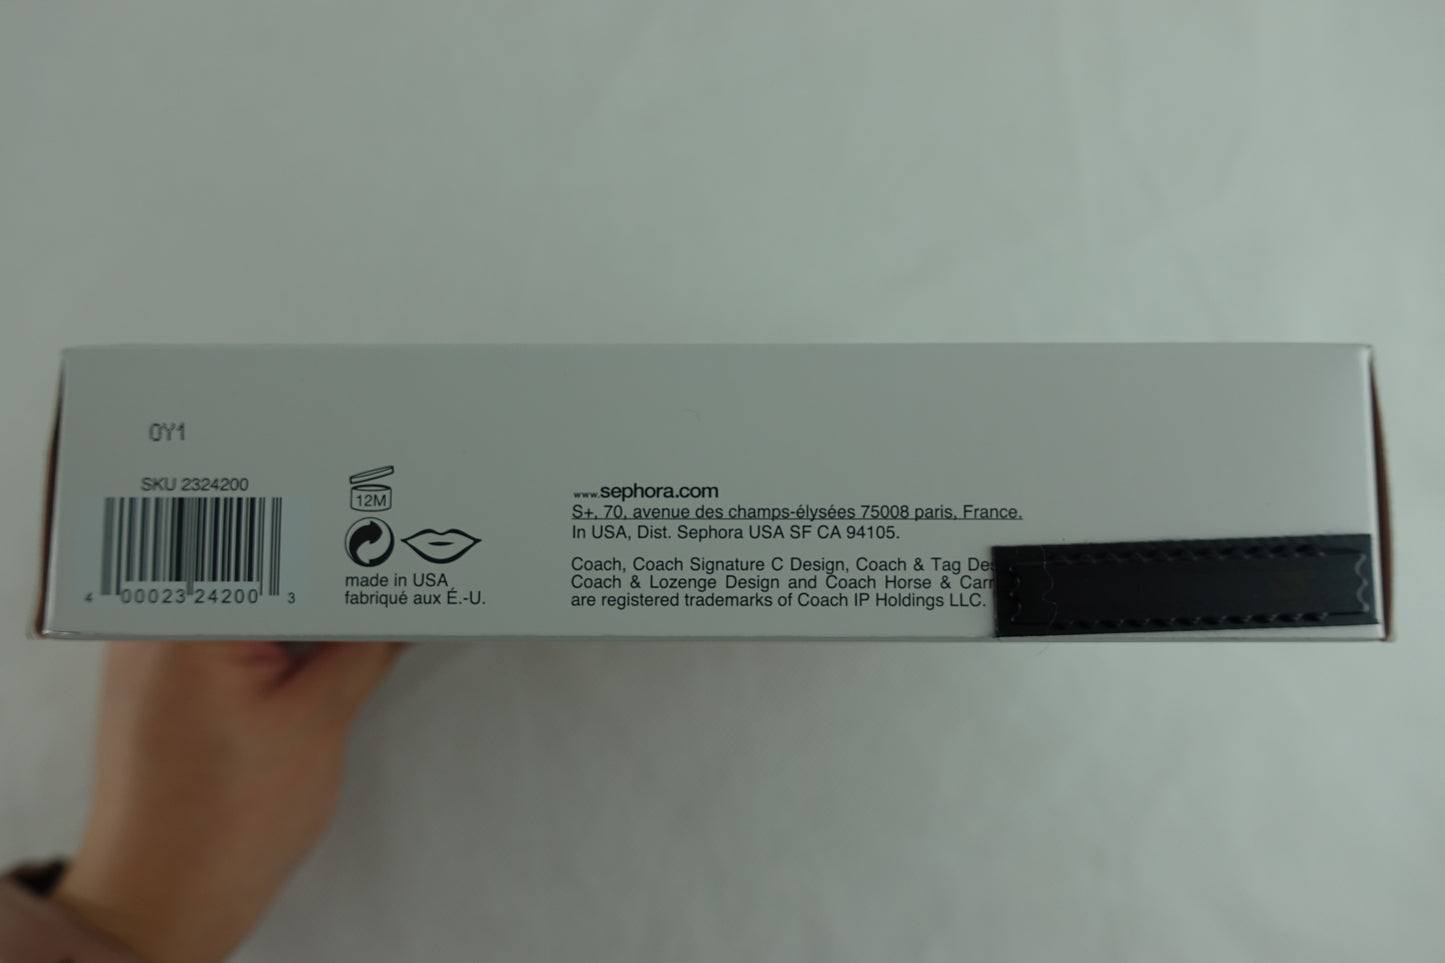 0Y1
SKU 2324200
4 00023 24200 3
12M
made in USA
fabriqué aux É.-U.
www.sephora.com
S+, 70, avenue des champs-élysées 75008 paris, France.
In USA, Dist. Sephora USA SF CA 94105.
Coach, Coach Signature C Design, Coach & Tag
Coach & Lozenge Design and Coach Horse &
are registered trademarks of Coach IP Holdings LLC.